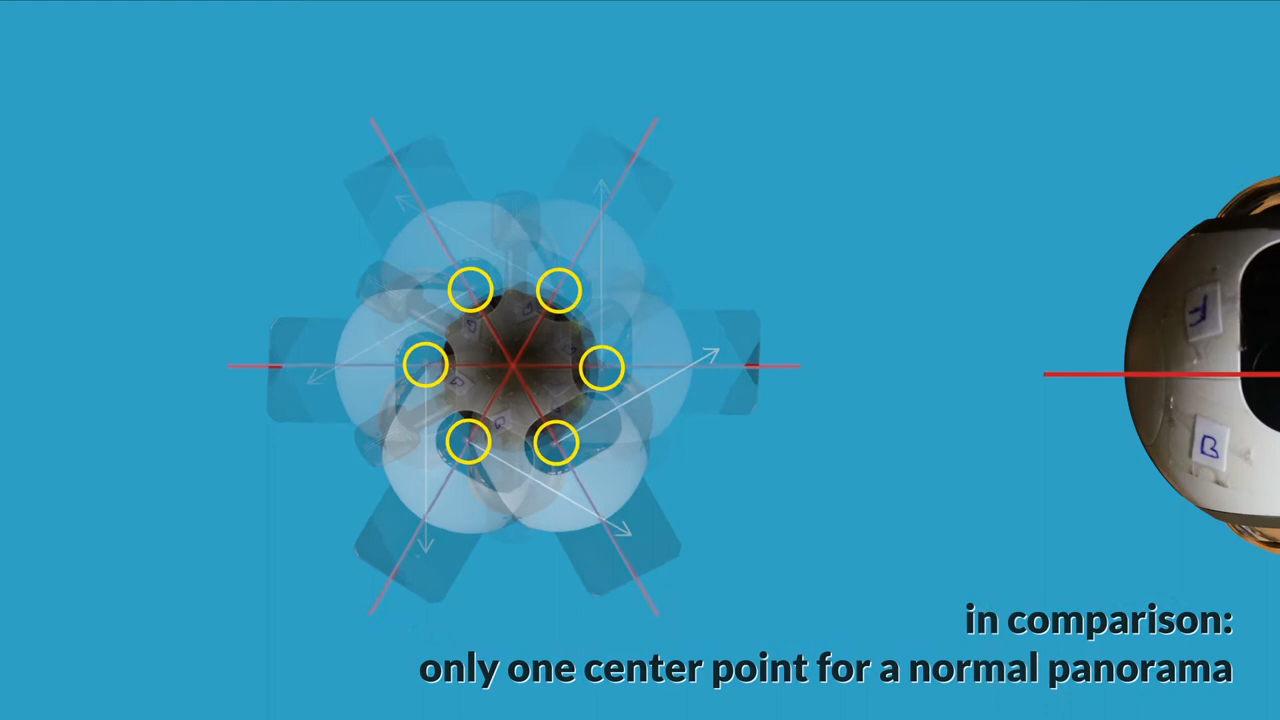 B
in comparison:
only one center point for a normal panorama